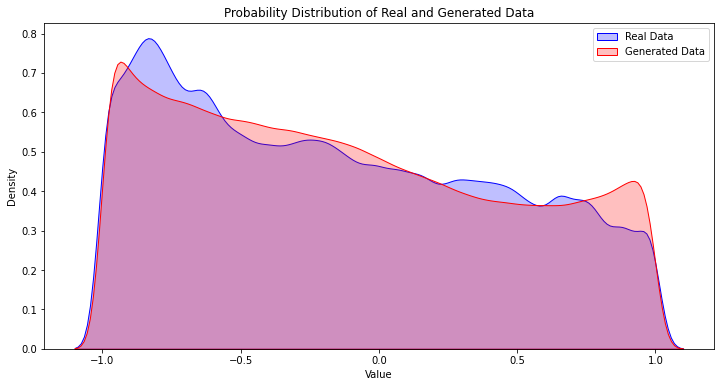 Probability Distribution of Real and Generated Data
Real Data
Generated Data
0.8
0.7
0.6
0.5
0.4
0.3
0.2
0.1
0.0
Density
−1.0 −0.5 0.0 0.5 1.0
Value